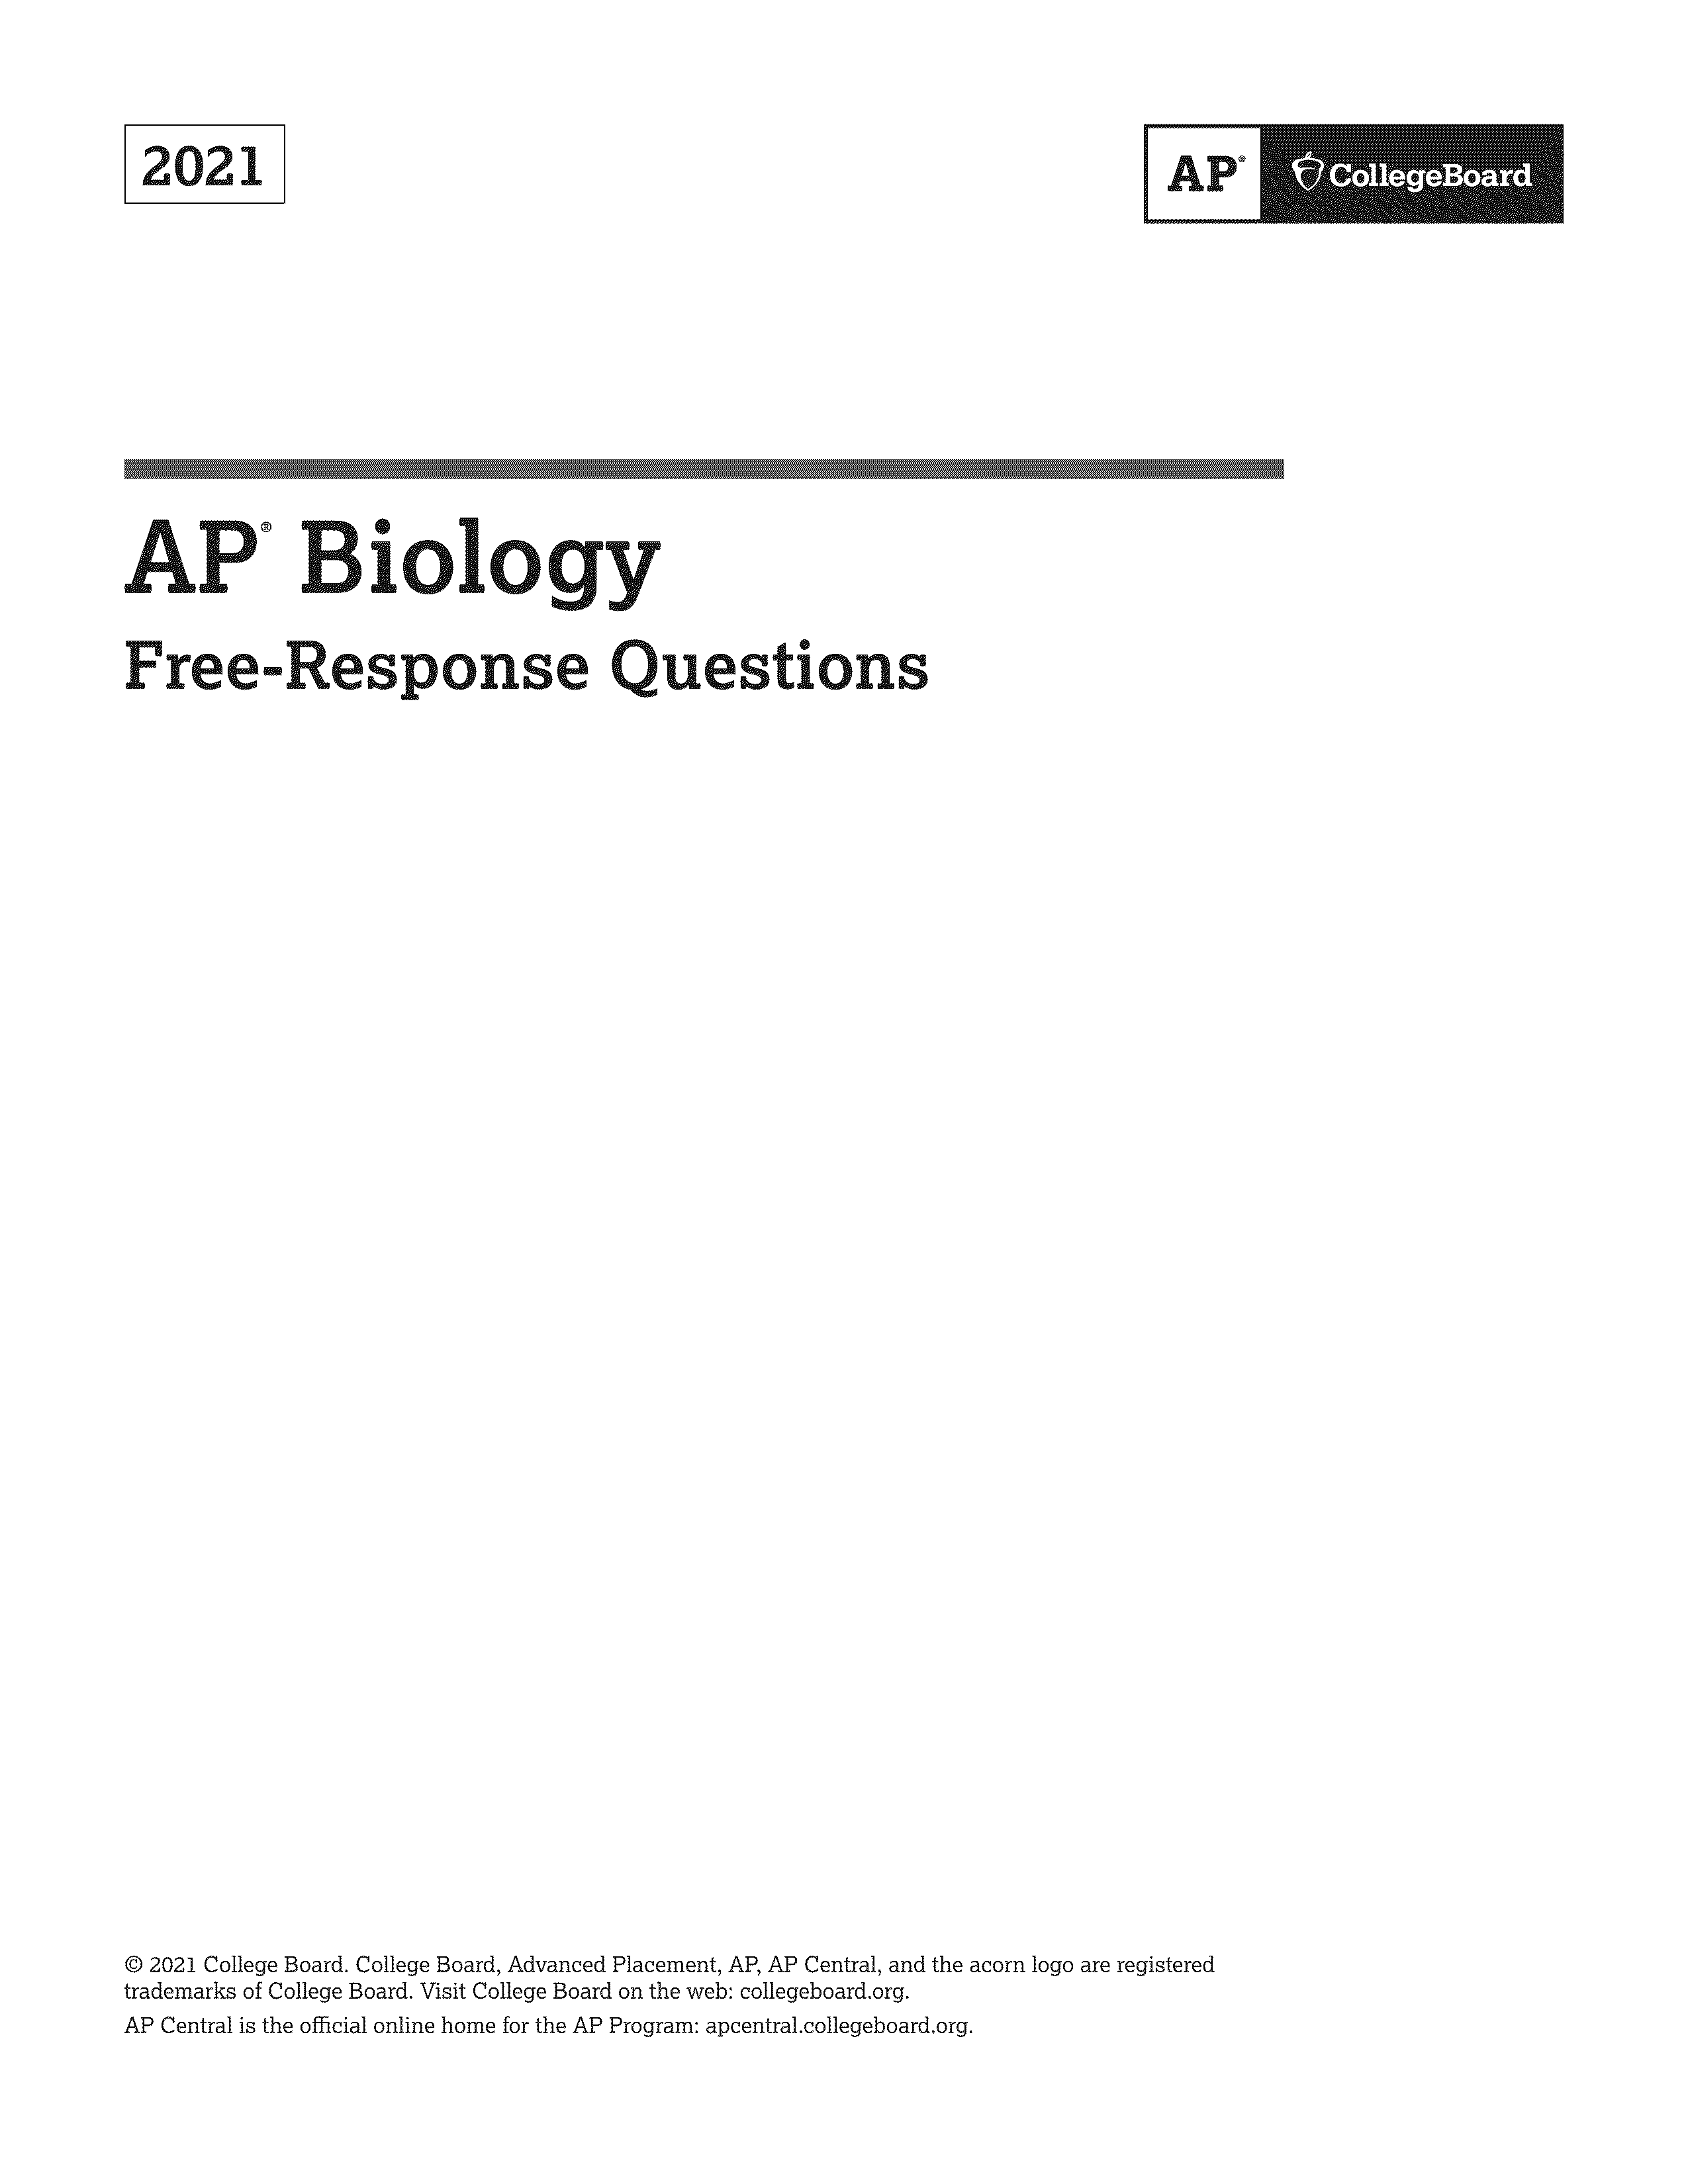 2021
AP® CollegeBoard
AP® Biology
Free-Response Questions
© 2021 College Board. College Board, Advanced Placement, AP, AP Central, and the acorn logo are registered
trademarks of College Board. Visit College Board on the web: collegeboard.org.
AP Central is the official online home for the AP Program: apcentral.collegeboard.org.